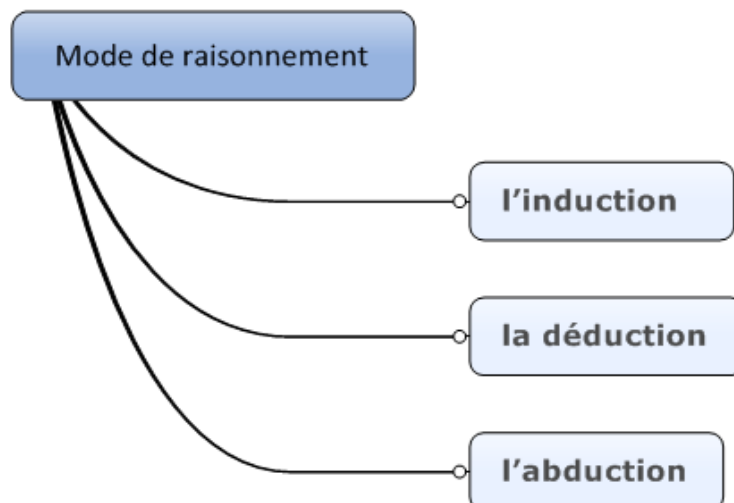 Mode de raisonnement
l’induction
la déduction
l’abduction